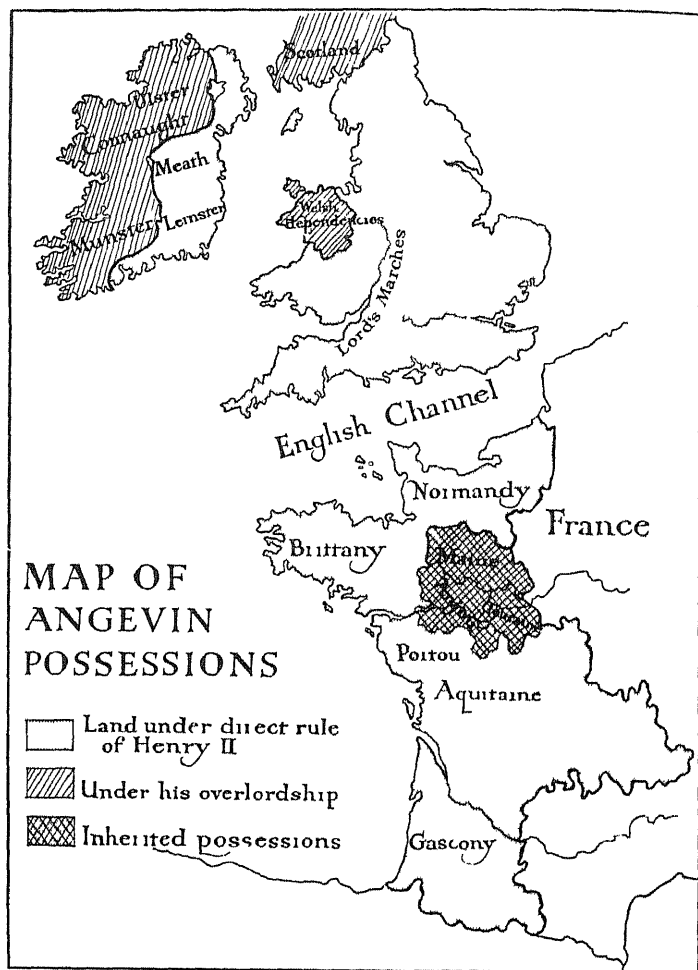 Scotland
Ulster
Connaught
Meath
Munster
Leinster
Welsh
dependencies
Lord's Marches
English Channel
Normandy
France
Brittany
Maine
Poitou
Aquitaine
Gascony
MAP OF
ANGEVIN
POSSESSIONS
Land under direct rule
of Henry II
Under his overlordship
Inherited possessions